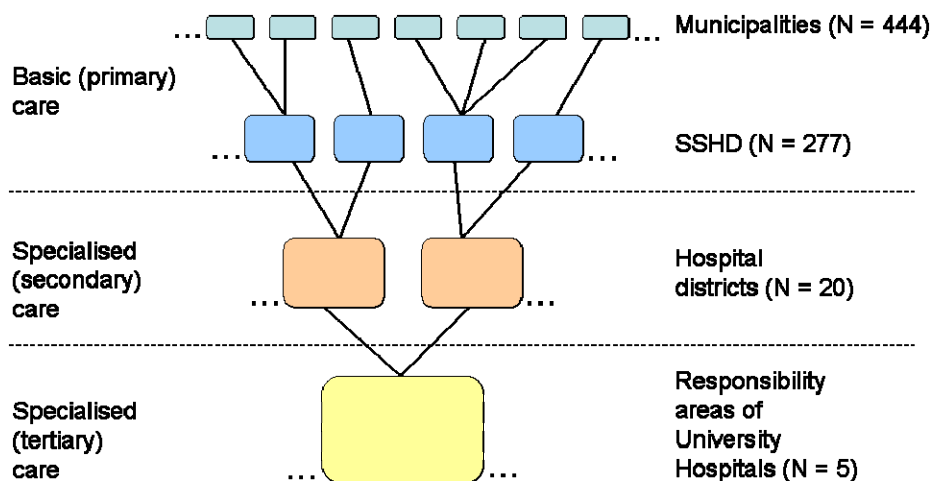 ... ... Municipalities (N = 444)
Basic (primary)
care
... ... SSHD (N = 277)
Specialised
(secondary)
care
... ... Hospital
districts (N = 20)
Specialised
(tertiary)
care
... ... Responsibility
areas of
University
Hospitals (N = 5)